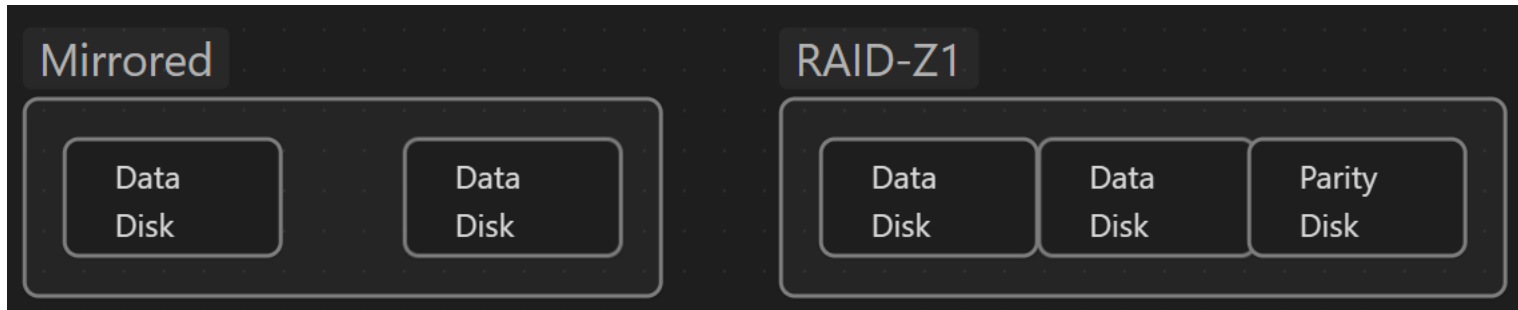 Mirrored
Data
Disk
Data
Disk
RAID-Z1
Data
Disk
Data
Disk
Parity
Disk